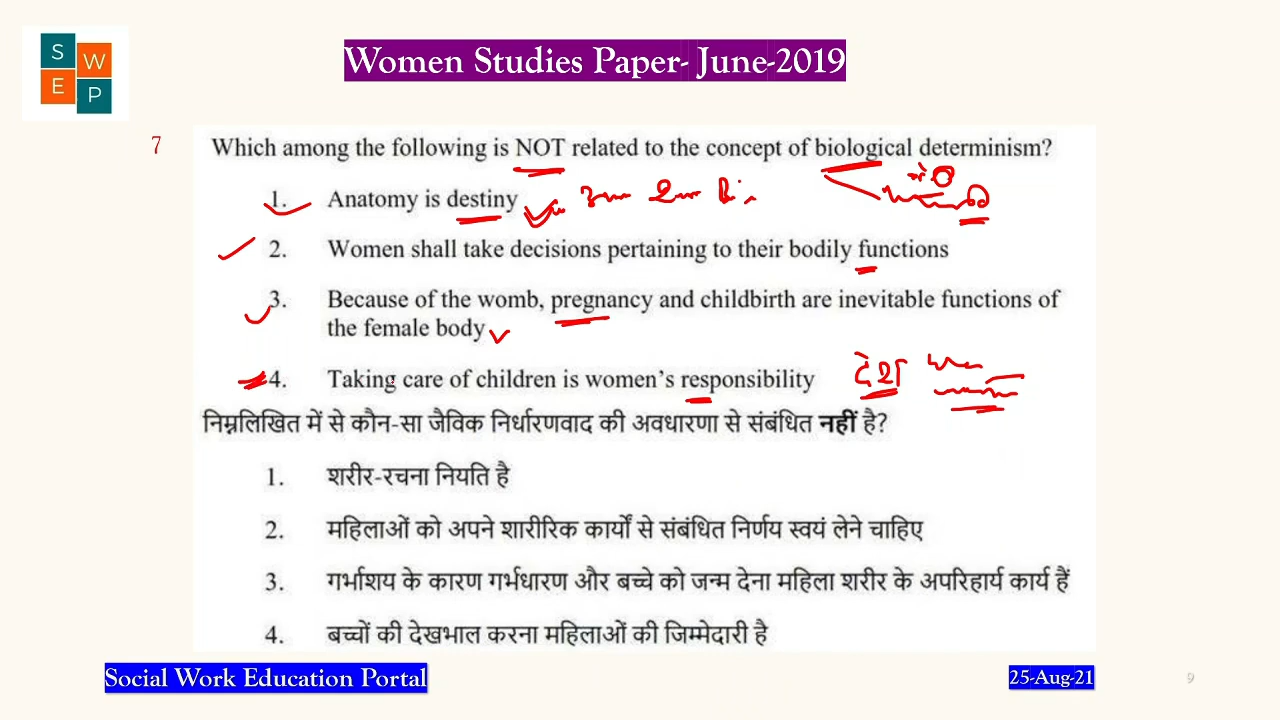 S W
E P
Women Studies Paper- June-2019
7
Which among the following is NOT related to the concept of biological determinism?
1. Anatomy is destiny
2. Women shall take decisions pertaining to their bodily functions
3. Because of the womb, pregnancy and childbirth are inevitable functions of
the female body
4. Taking care of children is women's responsibility
निम्नलिखित में से कौन-सा जैविक निर्धारणवाद की अवधारणा से संबंधित नहीं है?
1. शरीर-रचना नियति है
2. महिलाओं को अपने शारीरिक कार्यों से संबंधित निर्णय स्वयं लेने चाहिए
3. गर्भाशय के कारण गर्भधारण और बच्चे को जन्म देना महिला शरीर के अपरिहार्य कार्य हैं
4. बच्चों की देखभाल करना महिलाओं की जिम्मेदारी है
Social Work Education Portal
25-Aug-21
9